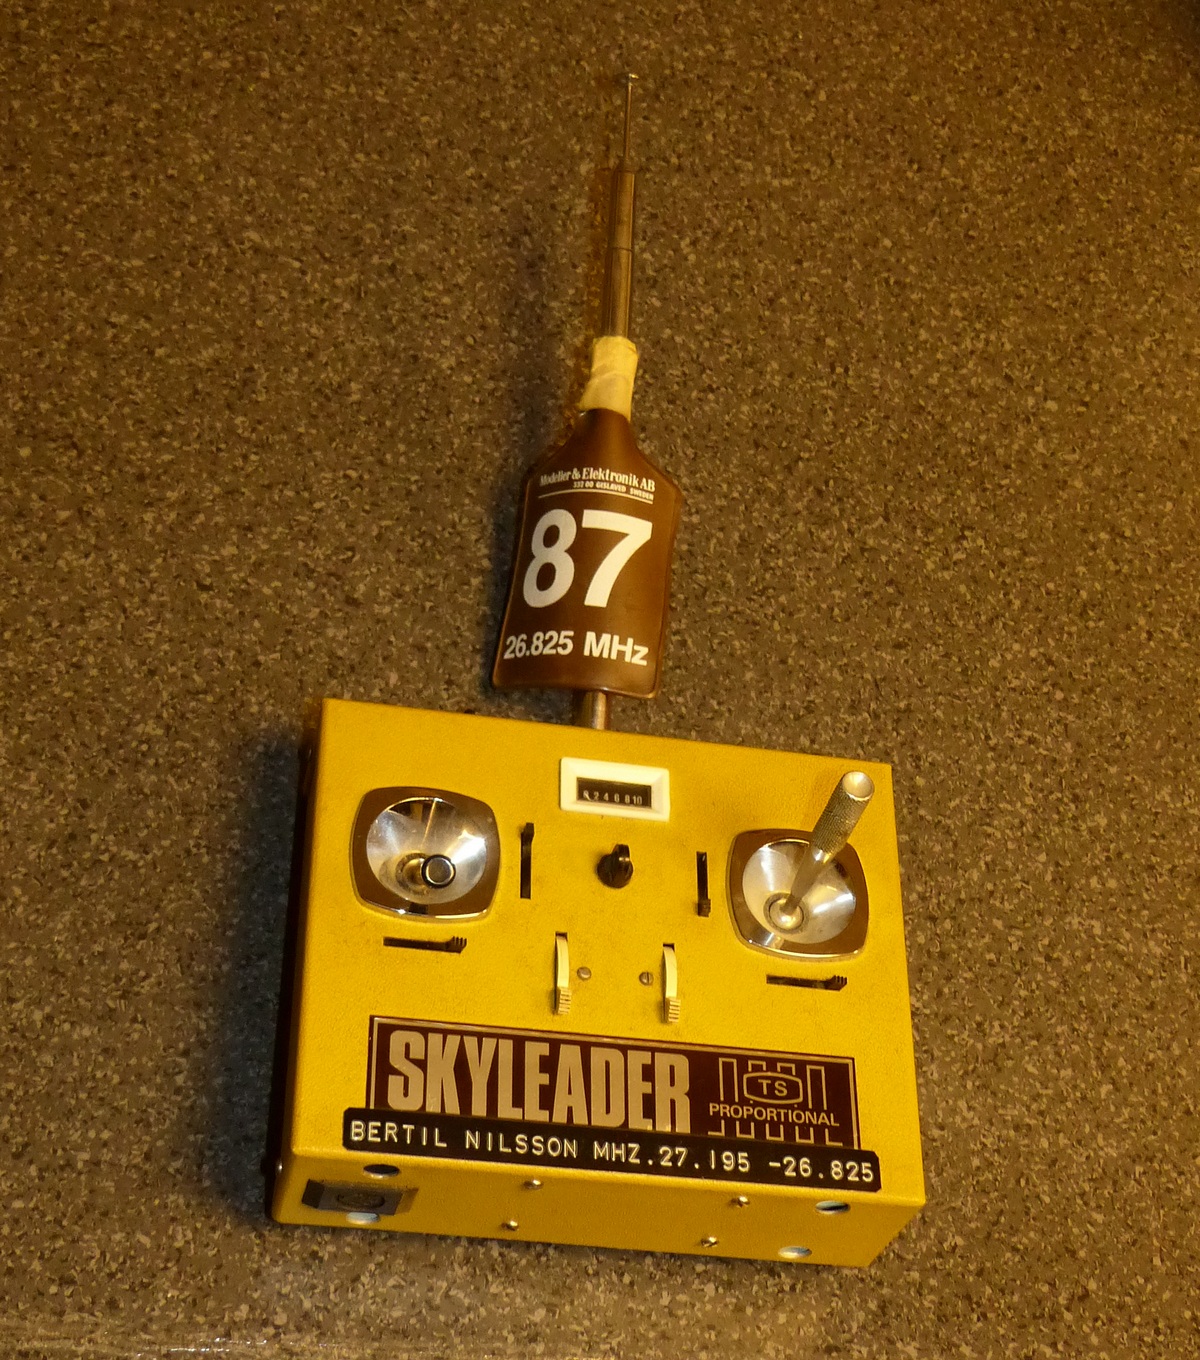 Modeller & Elektronik AB
332 00 GISLAVED SWEDEN
87
26.825 MHz
0 2 4 6 8 10
SKYLEADER
TS
PROPORTIONAL
BERTIL NILSSON MHZ.27.195 -26.825